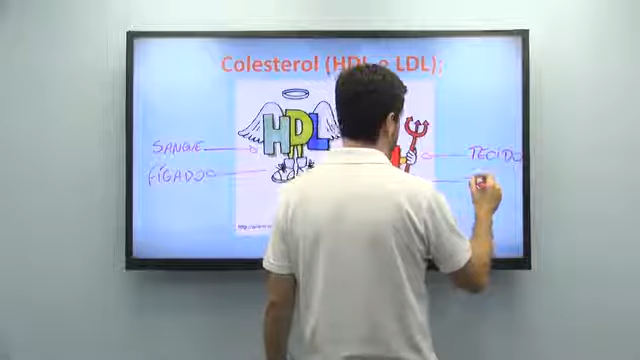 Colesterol (HDL e LDL);
HDL
SANGUE
FÍGADO
TECIDO